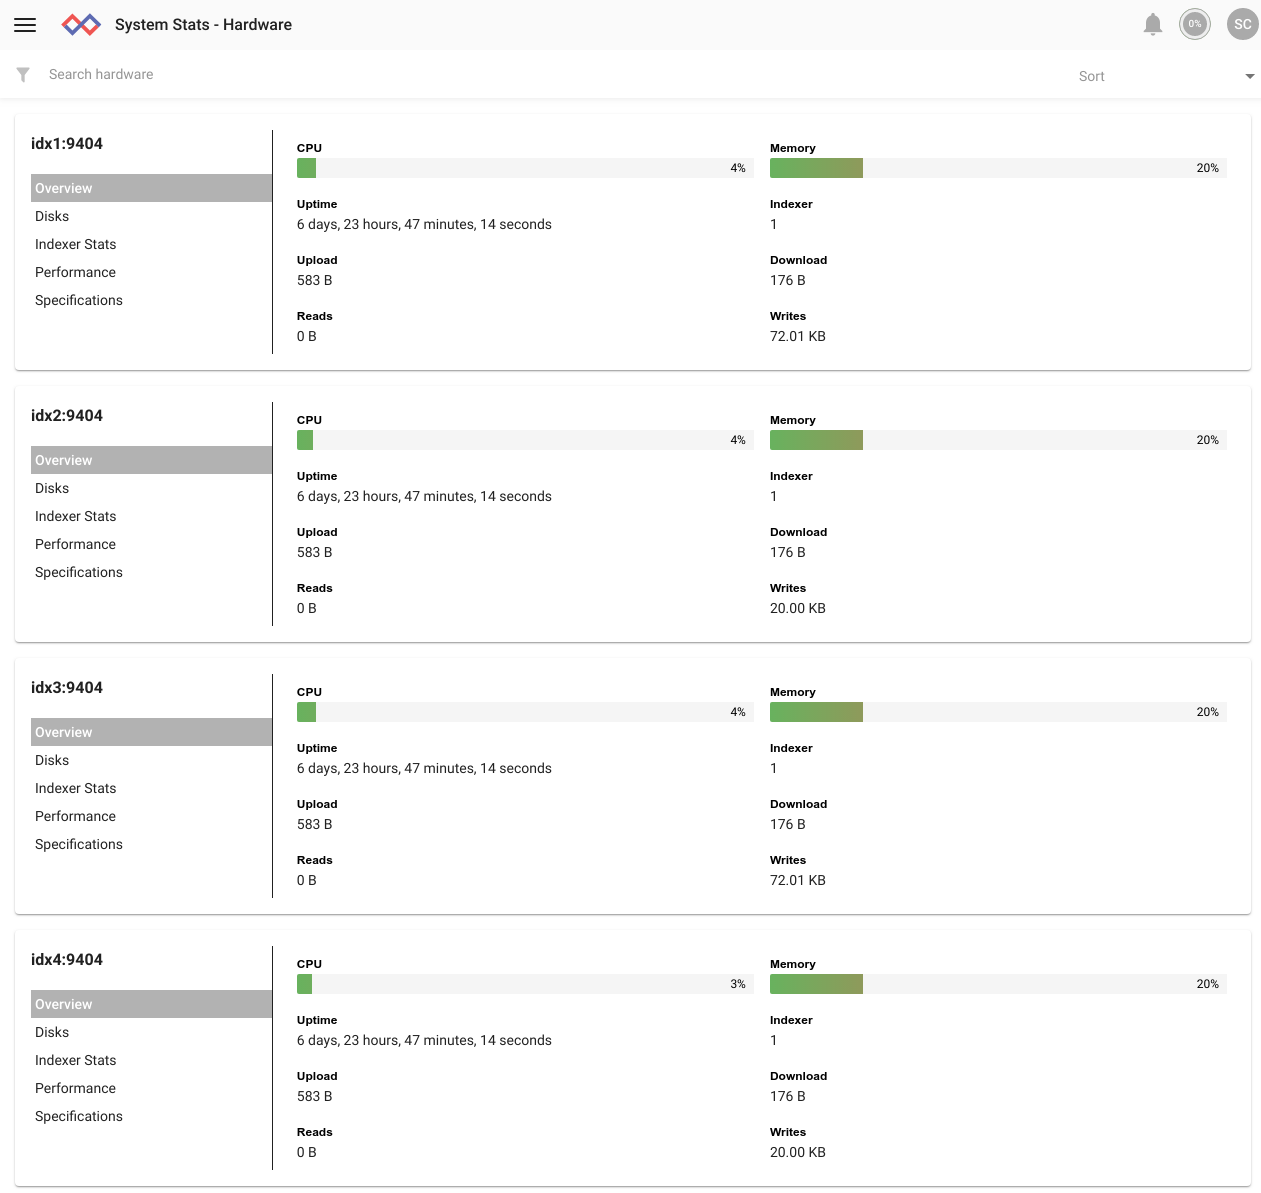 System Stats - Hardware
0%
SC
Search hardware
Sort
idx1:9404
Overview
Disks
Indexer Stats
Performance
Specifications
CPU
4%
Memory
20%
Uptime
6 days, 23 hours, 47 minutes, 14 seconds
Indexer
1
Upload
583 B
Download
176 B
Reads
0 B
Writes
72.01 KB
idx2:9404
Overview
Disks
Indexer Stats
Performance
Specifications
CPU
4%
Memory
20%
Uptime
6 days, 23 hours, 47 minutes, 14 seconds
Indexer
1
Upload
583 B
Download
176 B
Reads
0 B
Writes
20.00 KB
idx3:9404
Overview
Disks
Indexer Stats
Performance
Specifications
CPU
4%
Memory
20%
Uptime
6 days, 23 hours, 47 minutes, 14 seconds
Indexer
1
Upload
583 B
Download
176 B
Reads
0 B
Writes
72.01 KB
idx4:9404
Overview
Disks
Indexer Stats
Performance
Specifications
CPU
3%
Memory
20%
Uptime
6 days, 23 hours, 47 minutes, 14 seconds
Indexer
1
Upload
583 B
Download
176 B
Reads
0 B
Writes
20.00 KB